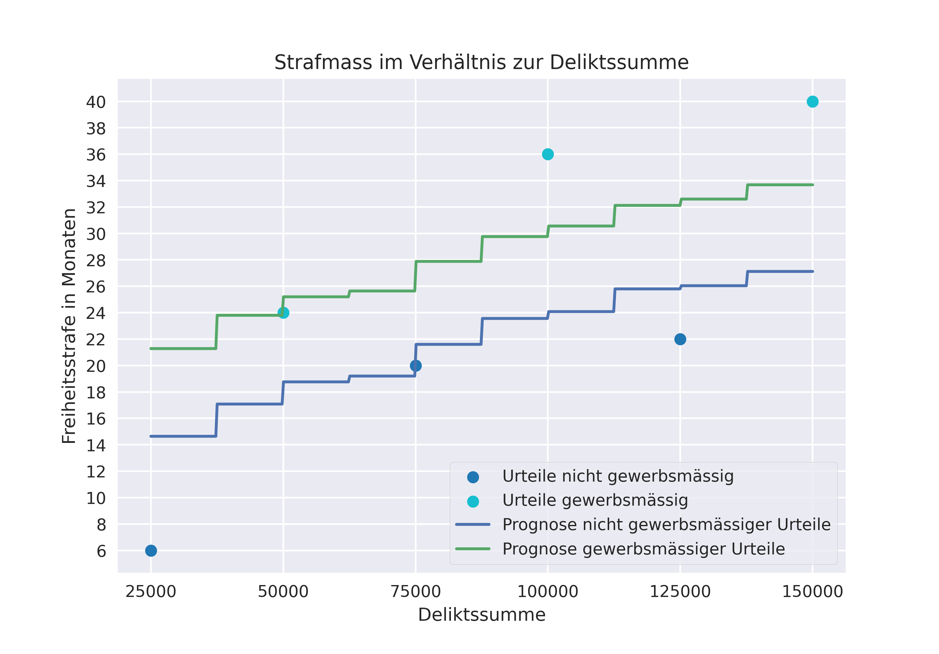 Strafmass im Verhältnis zur Deliktssumme
Freiheitsstrafe in Monaten
40
38
36
34
32
30
28
26
24
22
20
18
16
14
12
10
8
6
Urteile nicht gewerbsmässig
Urteile gewerbsmässig
Prognose nicht gewerbsmässiger Urteile
Prognose gewerbsmässiger Urteile
25000 50000 75000 100000 125000 150000
Deliktssumme